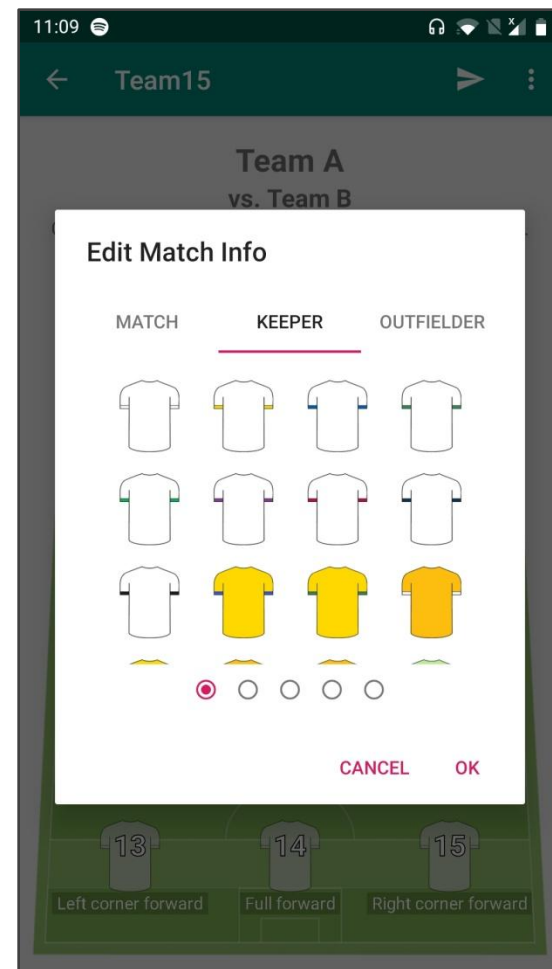 11:09
Team15
Team A
vs. Team B
Edit Match Info
MATCH KEEPER OUTFIELDER
CANCEL OK
13 14 15
Left corner forward Full forward Right corner forward